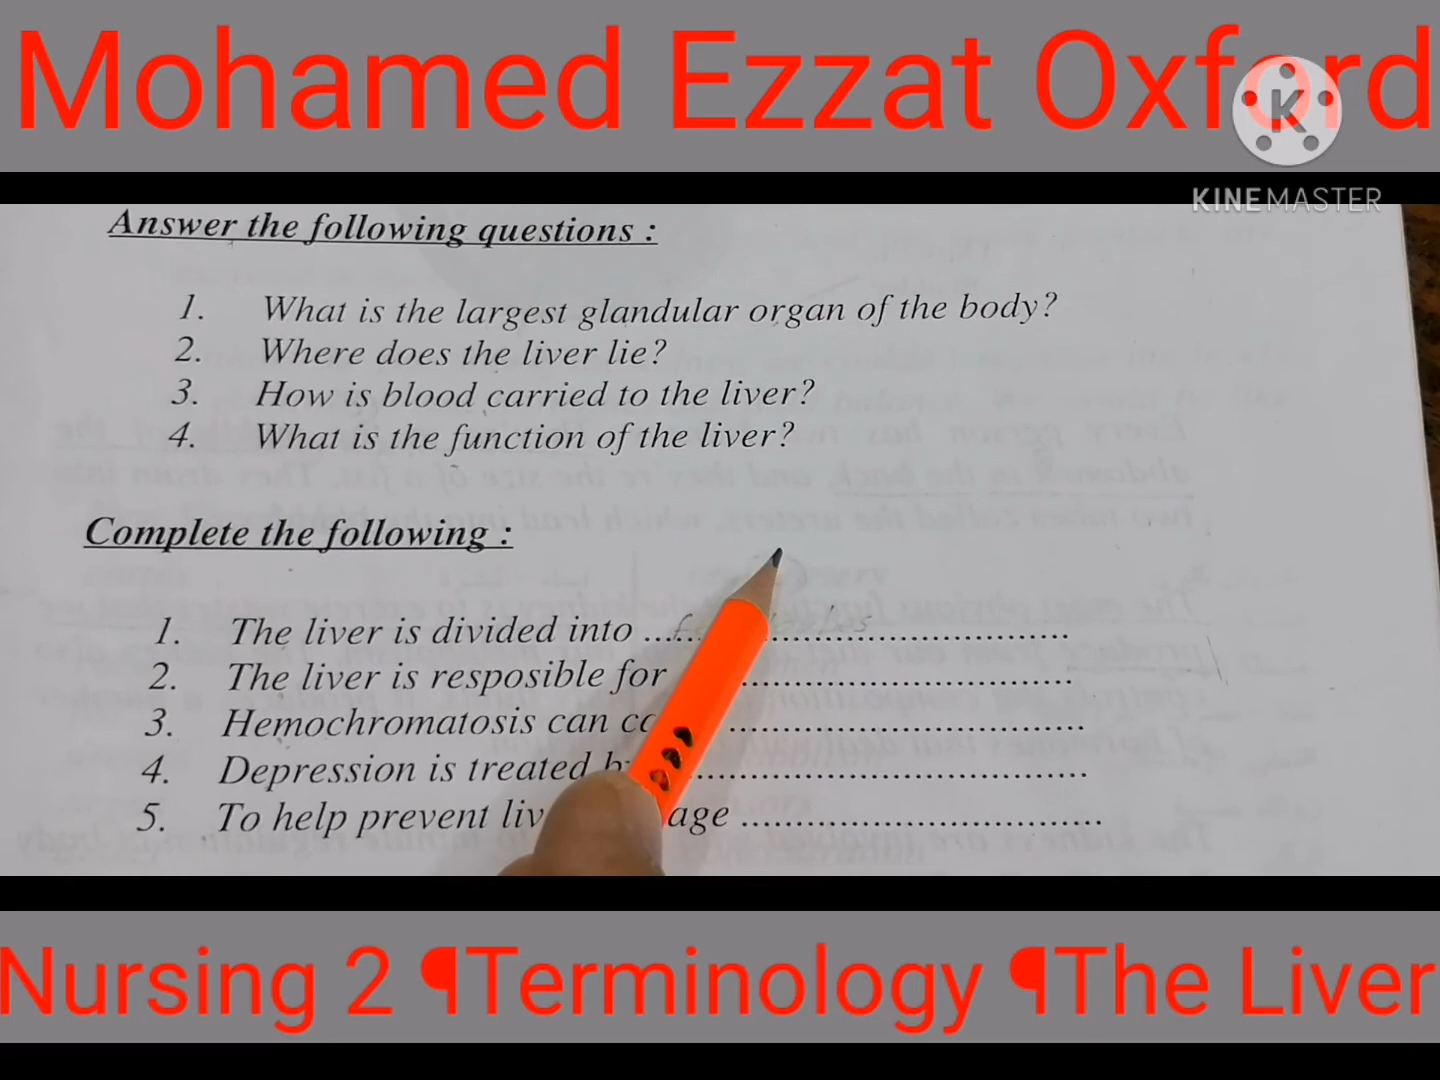 Mohamed Ezzat Oxford
K
KINEMASTER
Answer the following questions :
1. What is the largest glandular organ of the body?
2. Where does the liver lie?
3. How is blood carried to the liver?
4. What is the function of the liver?
Complete the following :
1. The liver is divided into ........................
2. The liver is resposible for ........................
3. Hemochromatosis can ........................
4. Depression is treated ........................
5. To help prevent ........................
Nursing 2 ¶Terminology ¶The Liver